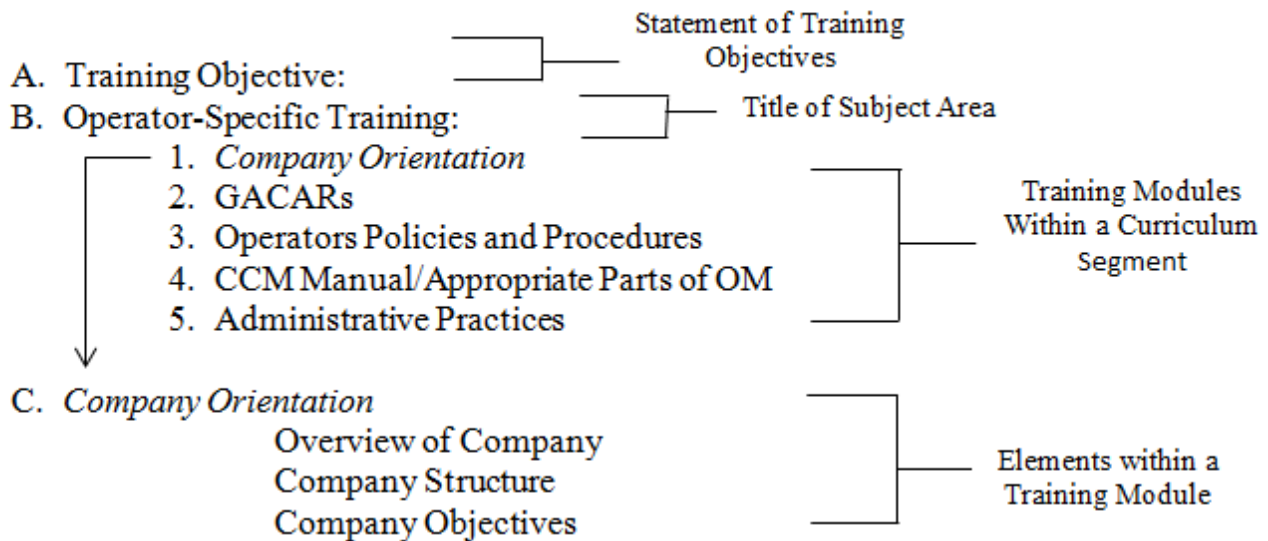 Statement of Training
Objectives
A. Training Objective:
B. Operator-Specific Training:
Title of Subject Area
1. Company Orientation
2. GACARs
3. Operators Policies and Procedures
4. CCM Manual/Appropriate Parts of OM
5. Administrative Practices
Training Modules
Within a Curriculum
Segment
C. Company Orientation
Overview of Company
Company Structure
Company Objectives
Elements within a
Training Module